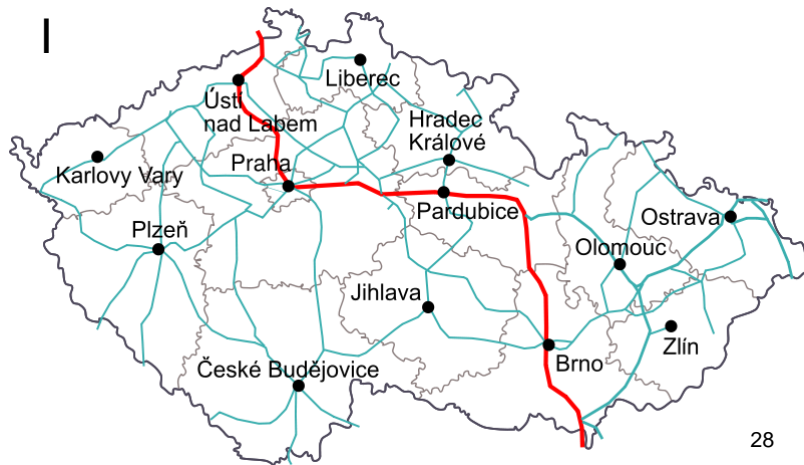 I
Liberec
Ústí
nad Labem
Hradec
Králové
Karlovy Vary
Praha
Pardubice
Ostrava
Plzeň
Olomouc
Jihlava
Zlín
Brno
České Budějovice
28